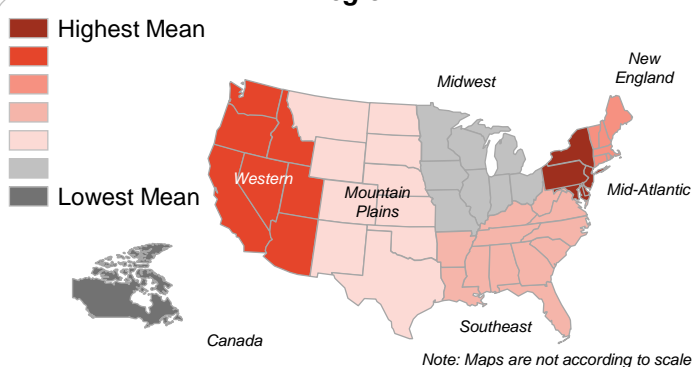 Highest Mean
Lowest Mean
New
England
Midwest
Western
Mountain
Plains
Mid-Atlantic
Southeast
Canada
Note: Maps are not according to scale